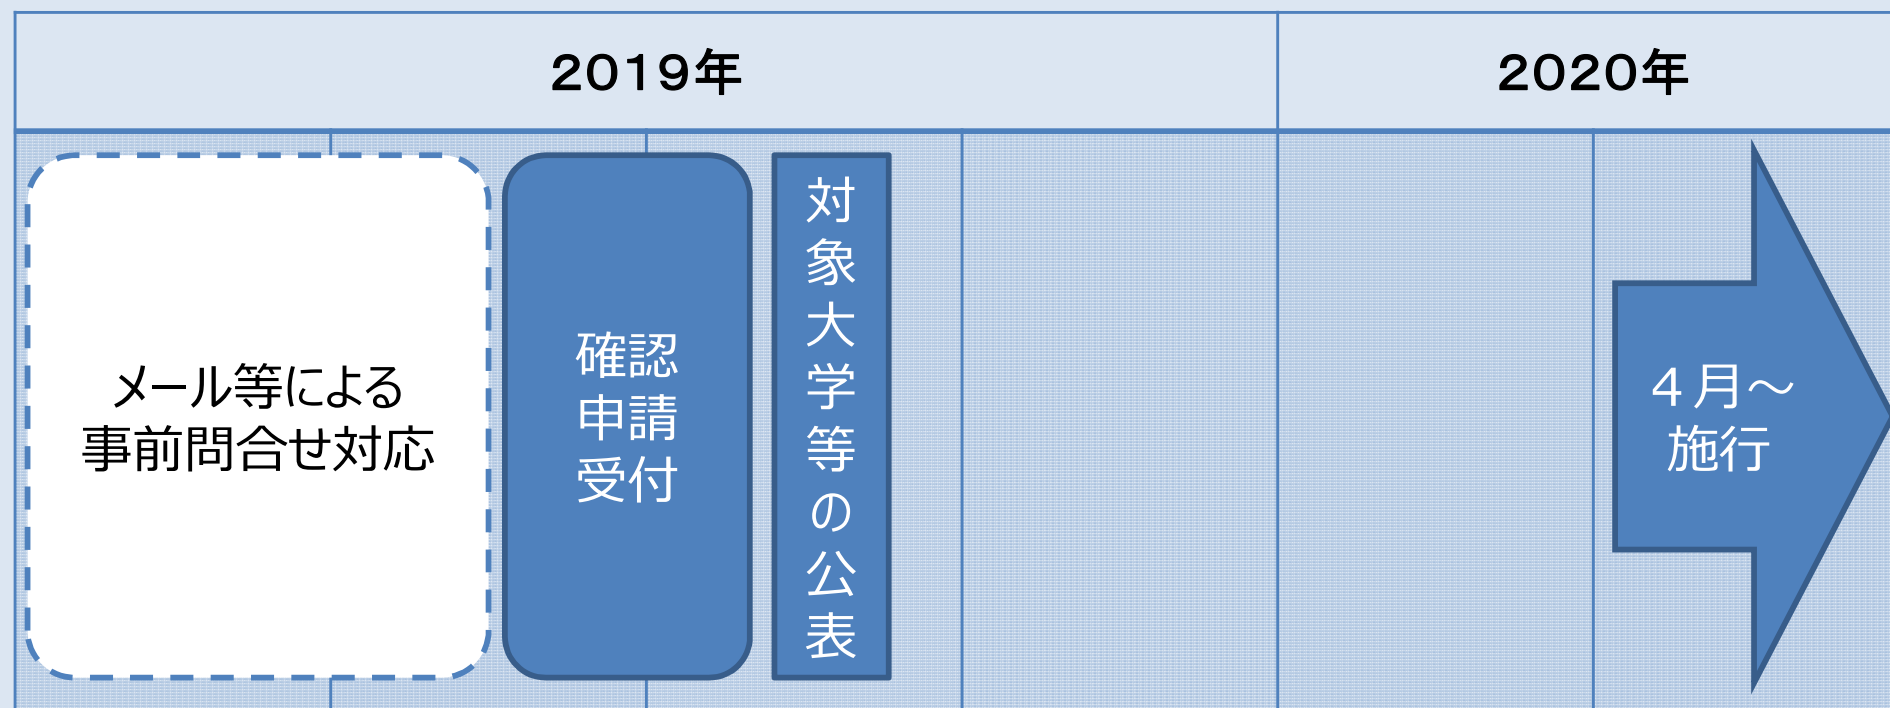 2019年
2020年
メール等による
事前問合せ対応
確認
申請
受付
対象大学等の公表
4月～
施行